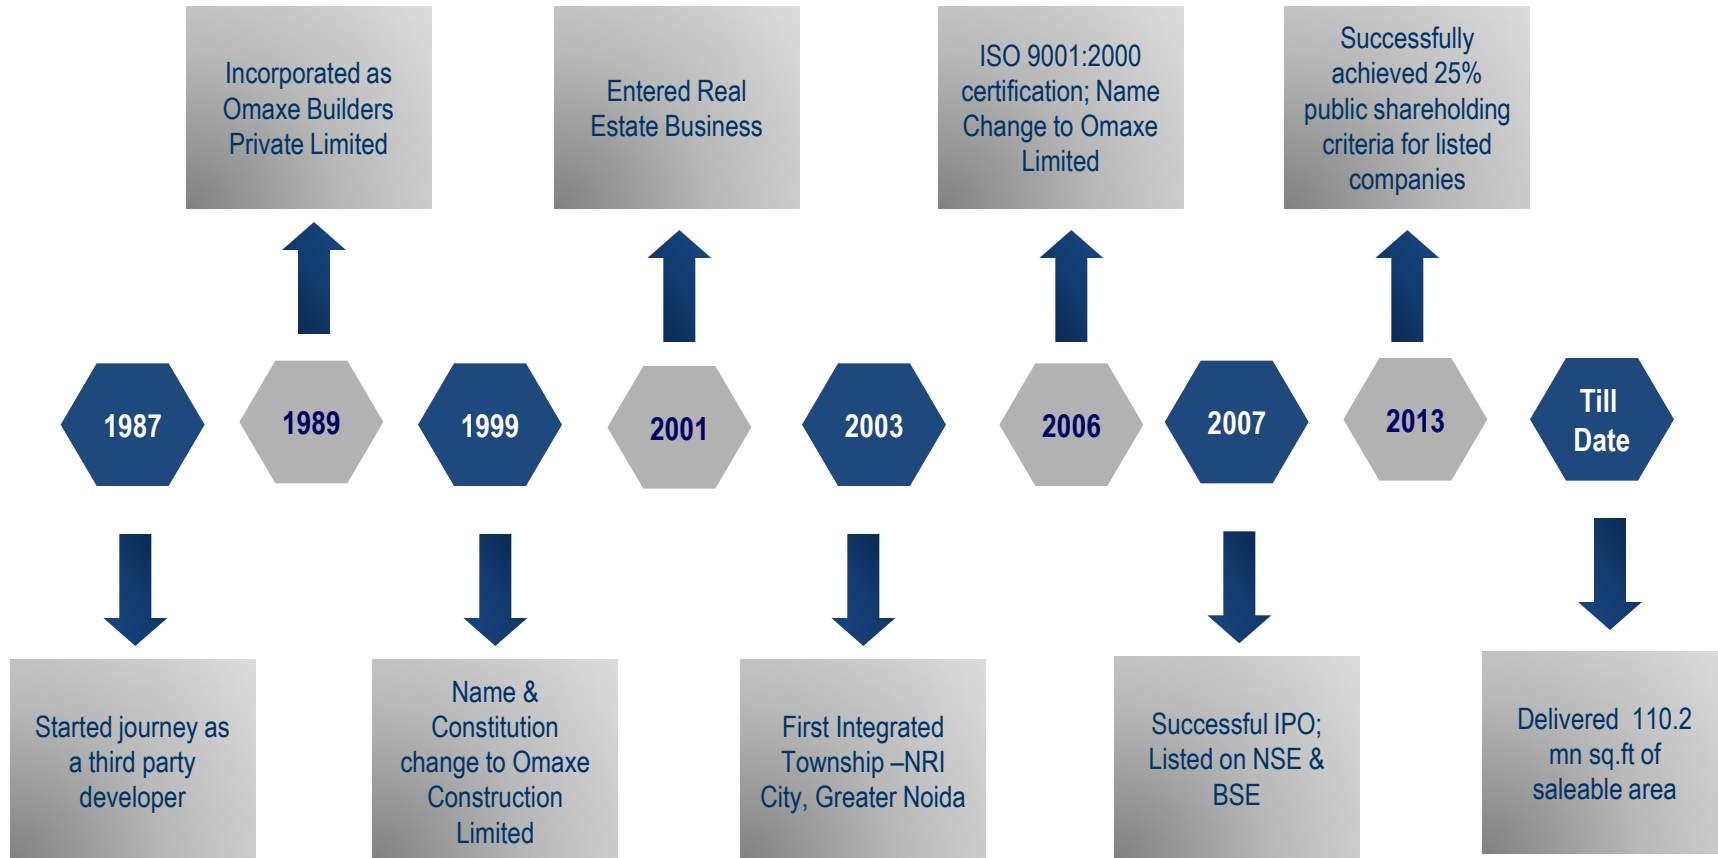 Incorporated as
Omaxe Builders
Private Limited
Entered Real
Estate Business
ISO 9001:2000
certification; Name
Change to Omaxe
Limited
Successfully
achieved 25%
public shareholding
criteria for listed
companies
1987
1989
1999
2001
2003
2006
2007
2013
Till
Date
Started journey as
a third party
developer
Name &
Constitution
change to Omaxe
Construction
Limited
First Integrated
Township –NRI
City, Greater Noida
Successful IPO;
Listed on NSE &
BSE
Delivered 110.2
mn sq.ft of
saleable area